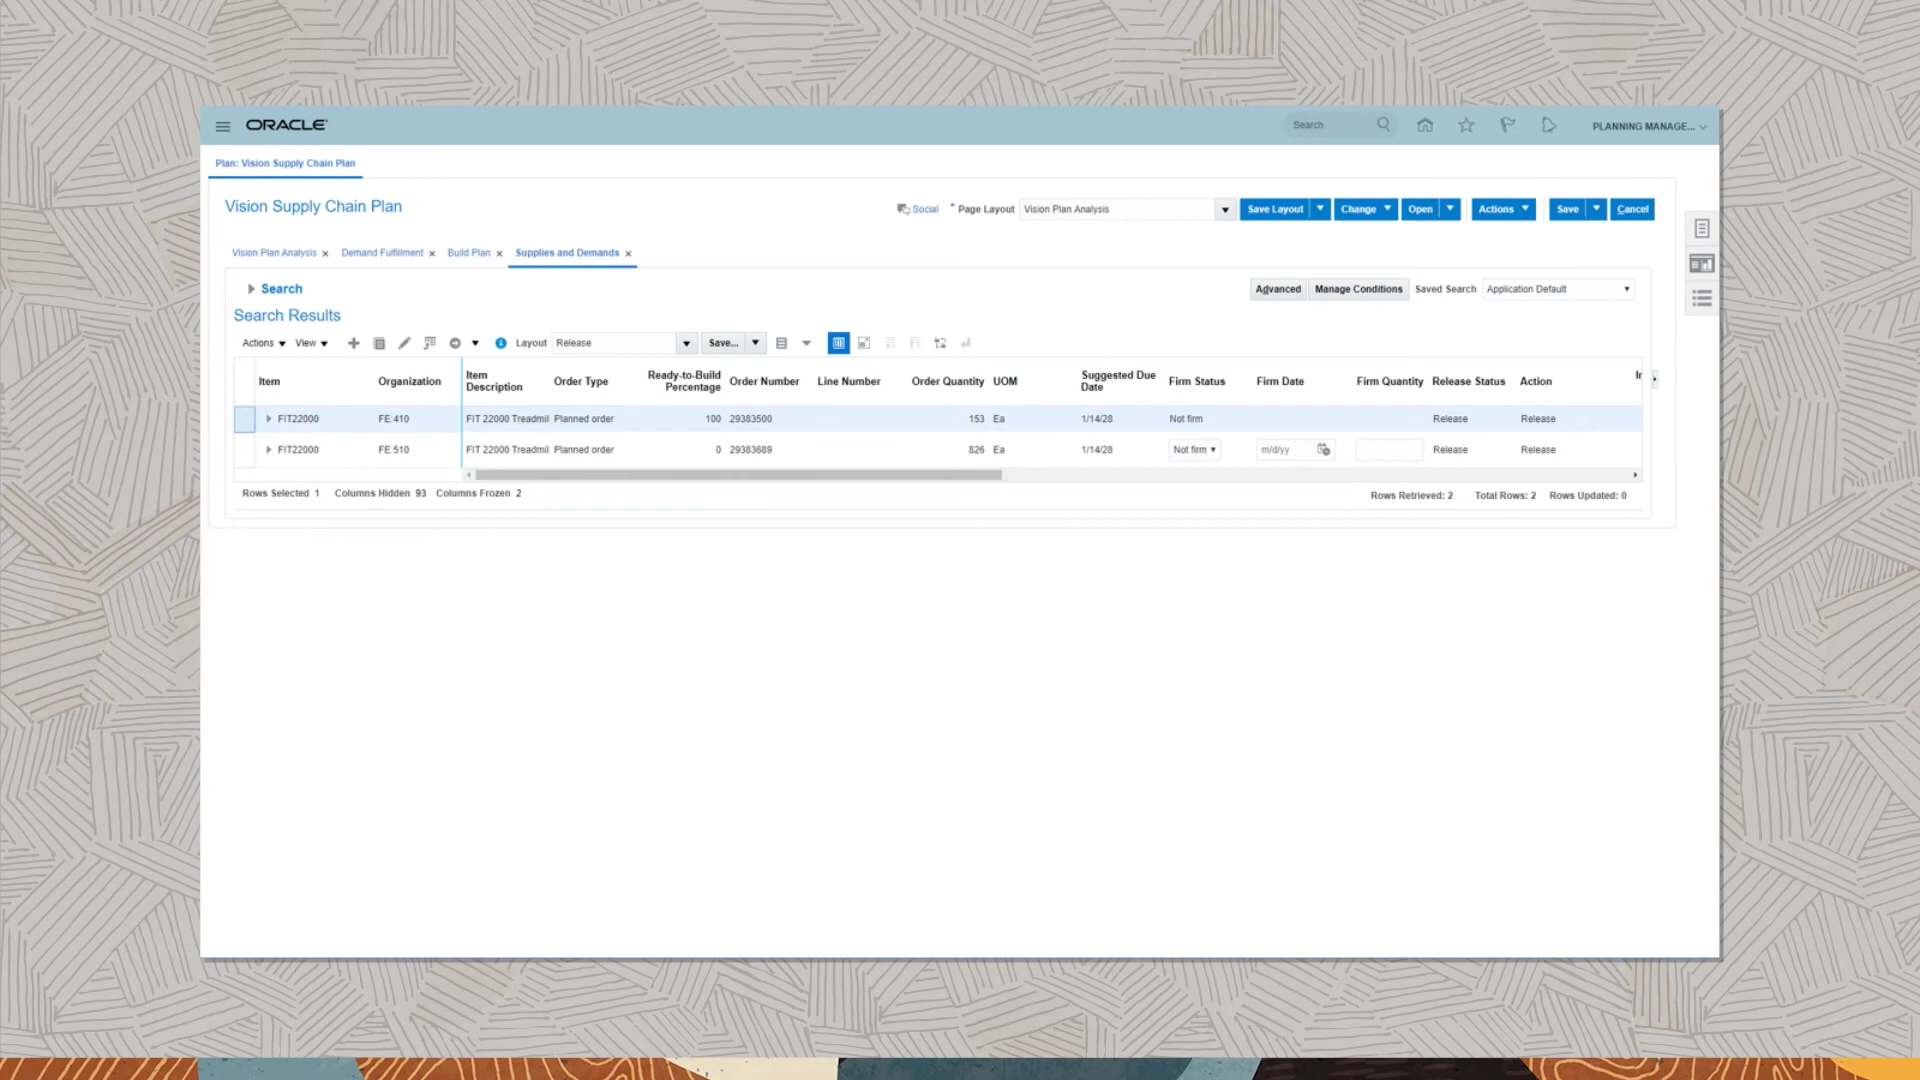 ORACLE
Search
PLANNING MANAGE...
Plan: Vision Supply Chain Plan
Vision Supply Chain Plan
Social * Page Layout Vision Plan Analysis Save Layout Change Open Actions Save Cancel
Vision Plan Analysis x Demand Fulfillment x Build Plan x Supplies and Demands x
Search
Advanced Manage Conditions Saved Search Application Default
Search Results
Actions View Layout Release Save...
Item Organization Item Description Order Type Ready-to-Build Percentage Order Number Line Number Order Quantity UOM Suggested Due Date Firm Status Firm Date Firm Quantity Release Status Action
FIT22000 FE:410 FIT 22000 Treadmil Planned order 100 29383500 153 Ea 1/14/28 Not firm Release Release
FIT22000 FE:510 FIT 22000 Treadmil Planned order 0 29383689 826 Ea 1/14/28 Not firm m/d/yy Release Release
Rows Selected 1 Columns Hidden 93 Columns Frozen 2
Rows Retrieved: 2 Total Rows: 2 Rows Updated: 0